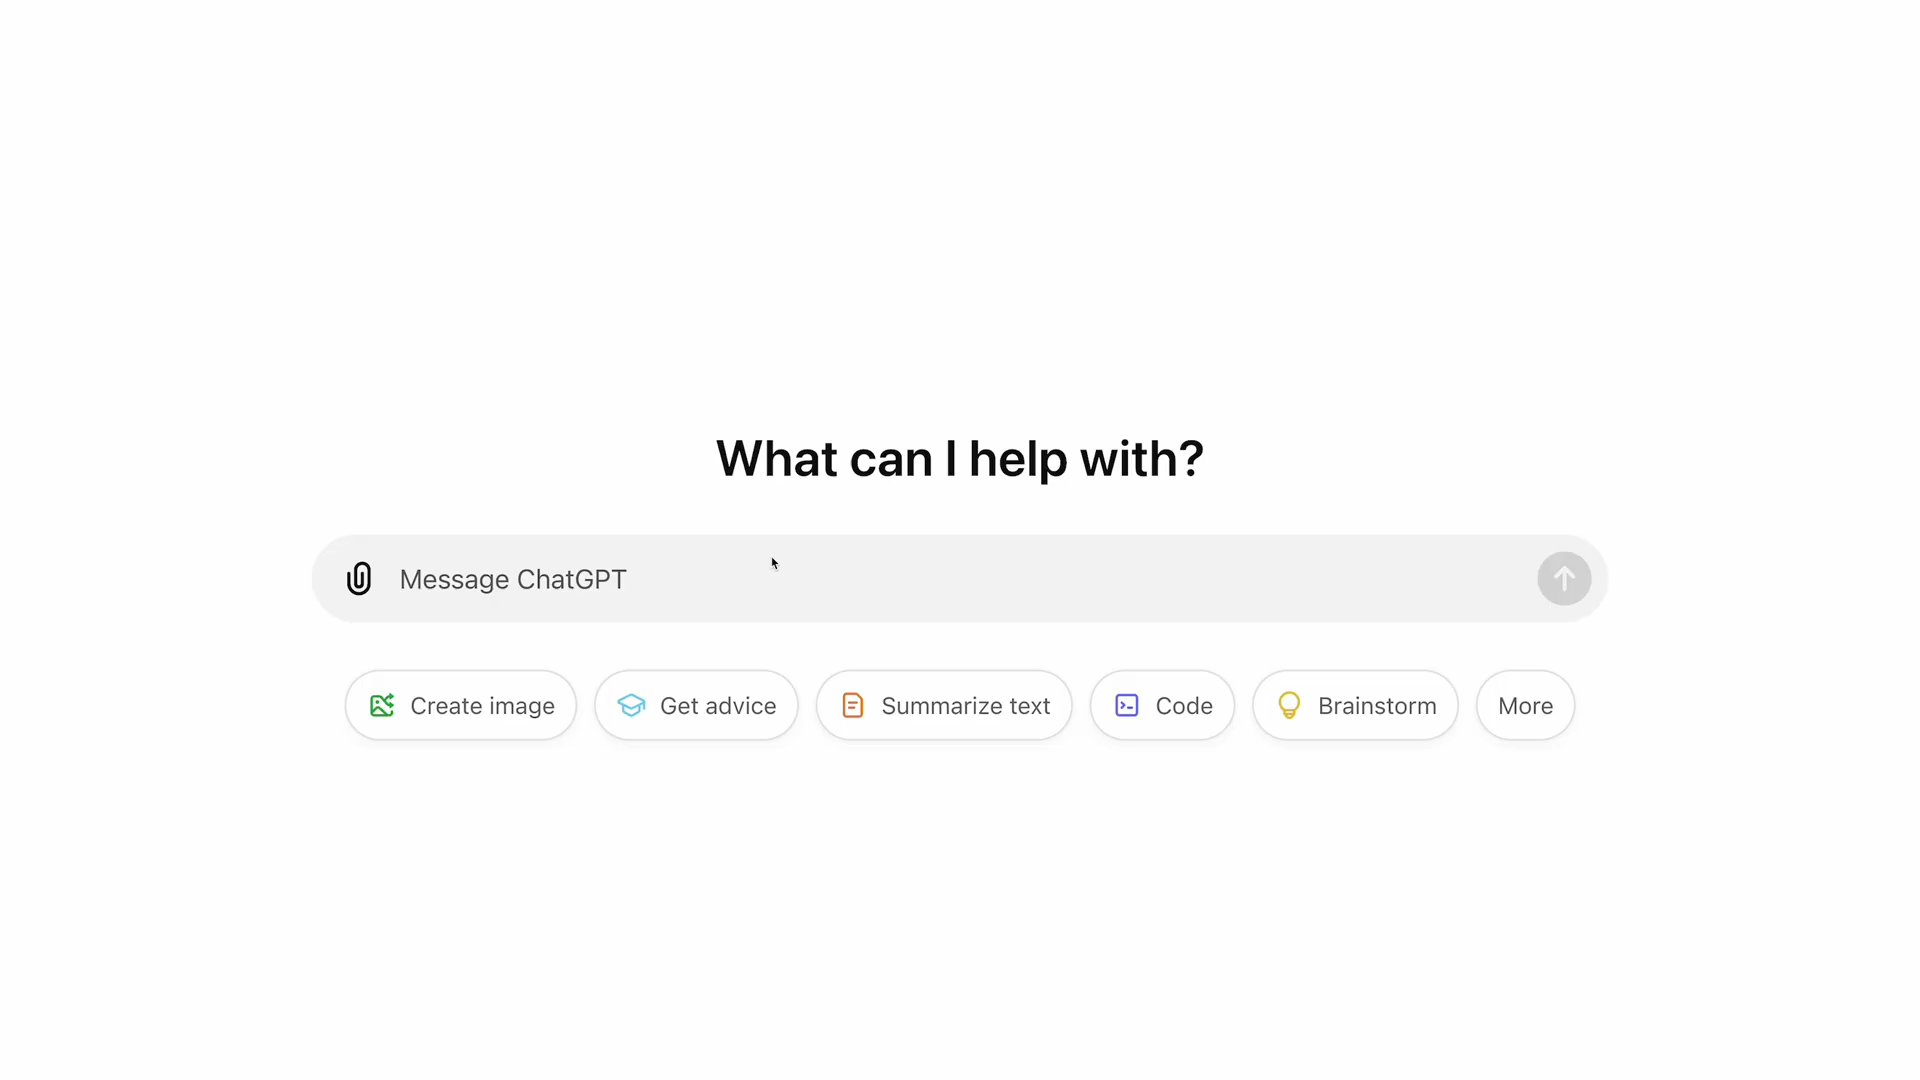 What can I help with?
Message ChatGPT
Create image Get advice Summarize text Code Brainstorm More